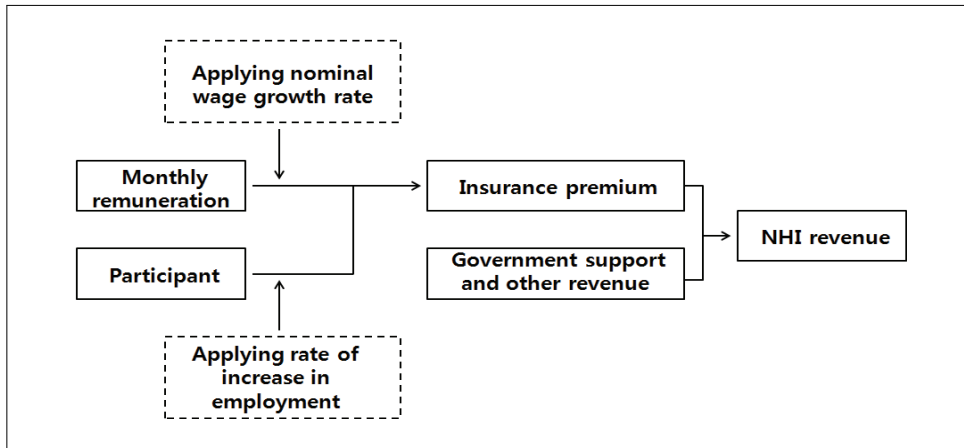 Applying nominal
wage growth rate
Monthly
remuneration
Insurance premium
NHI revenue
Participant
Government support
and other revenue
Applying rate of
increase in
employment